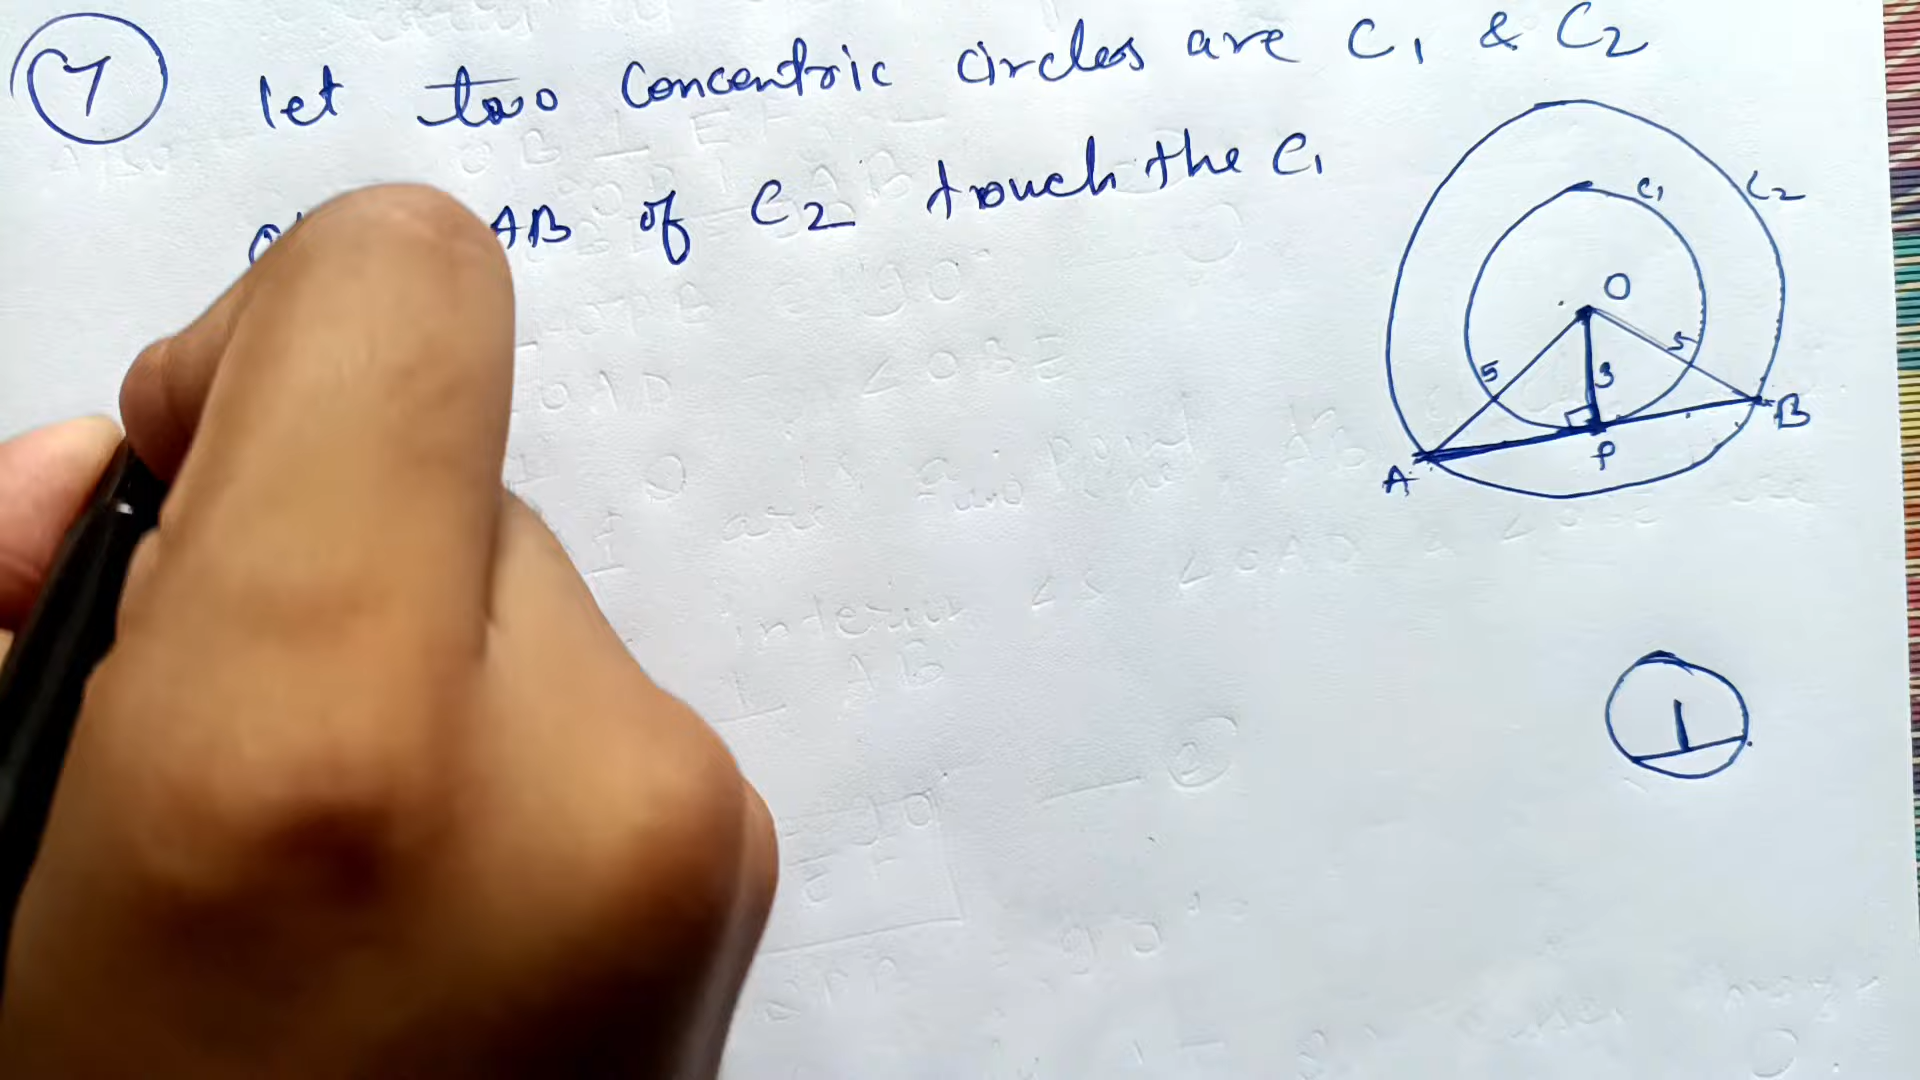 7
let two concentric circles are C1 & C2
AB of C2 touch the C1
C1
C2
O
5
5
3
B
P
A